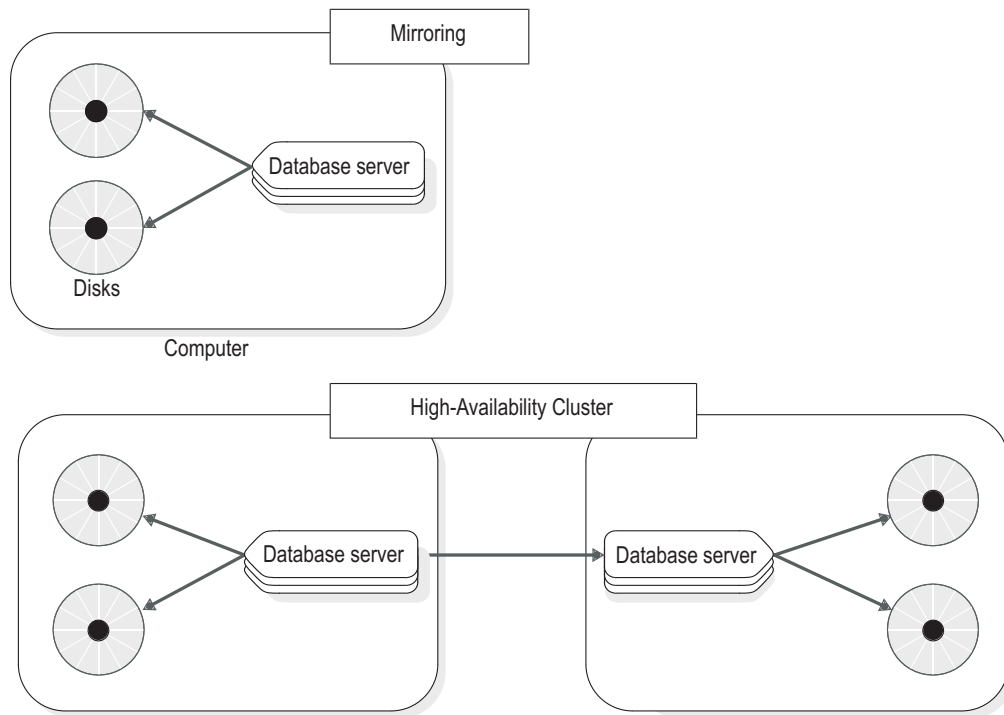 Mirroring
Database server
Disks
Computer
High-Availability Cluster
Database server
Database server